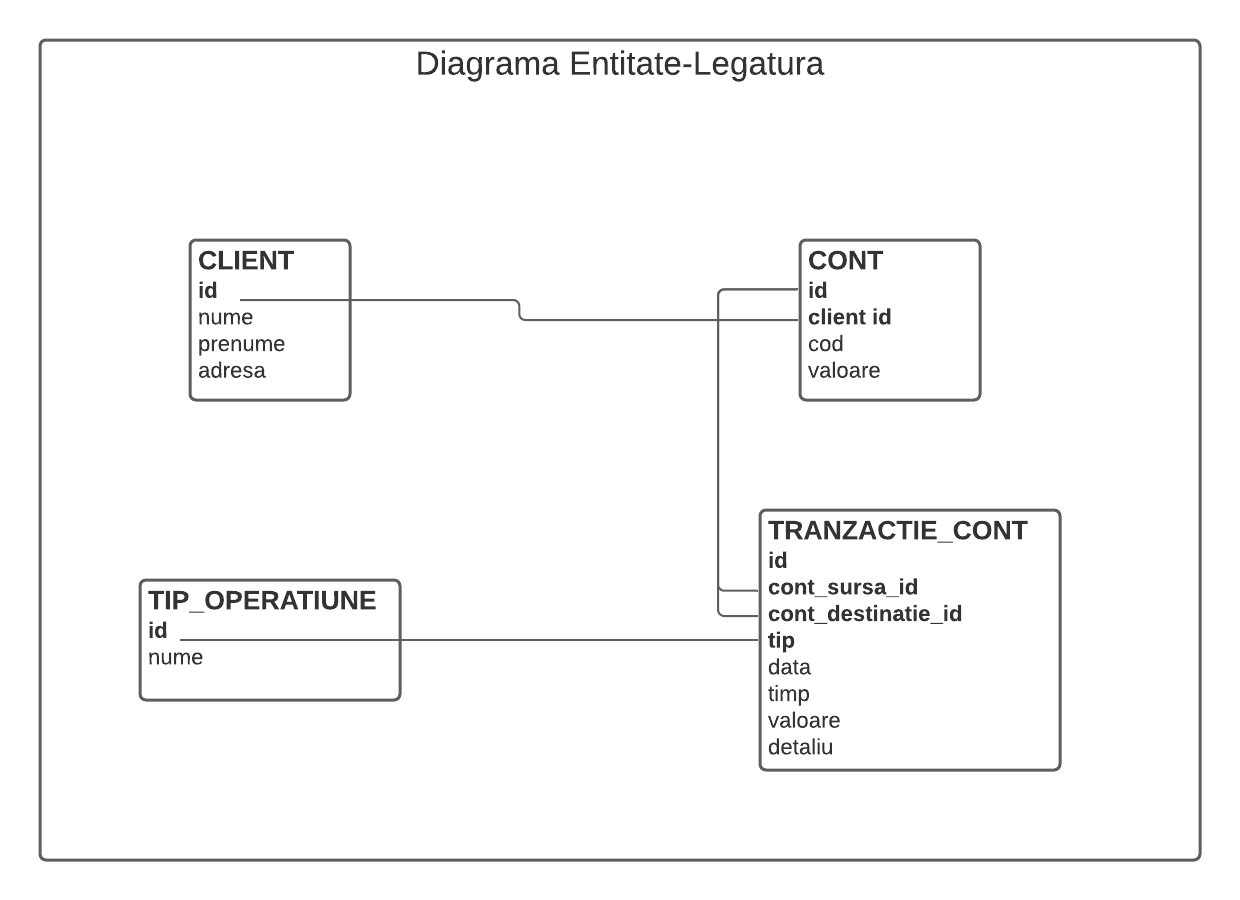 Diagrama Entitate-Legatura
CLIENT
id
nume
prenume
adresa
CONT
id
client id
cod
valoare
TIP_OPERATIUNE
id
nume
TRANZACTIE_CONT
id
cont_sursa_id
cont_destinatie_id
tip
data
timp
valoare
detaliu